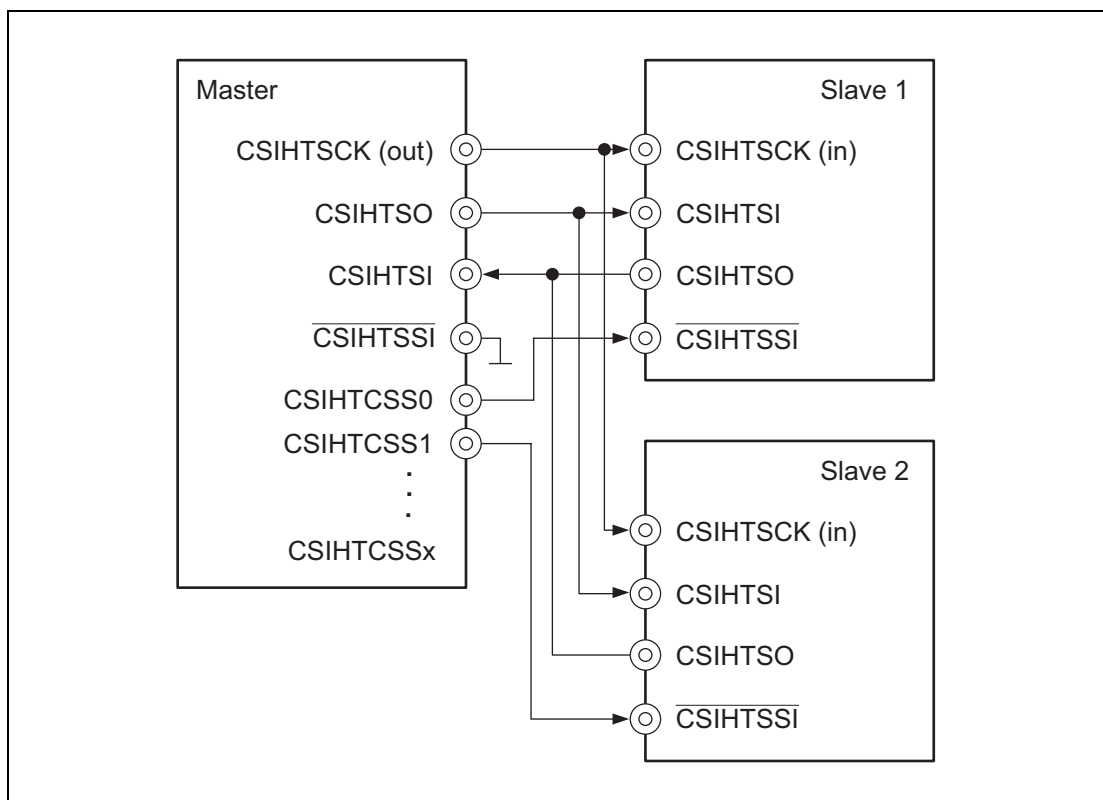 Master
CSIHTSCK (out)
CSIHTSO
CSIHTSI
CSIHTSSI
CSIHTCSS0
CSIHTCSS1
.
.
.
CSIHTCSSx
Slave 1
CSIHTSCK (in)
CSIHTSI
CSIHTSO
CSIHTSSI
Slave 2
CSIHTSCK (in)
CSIHTSI
CSIHTSO
CSIHTSSI